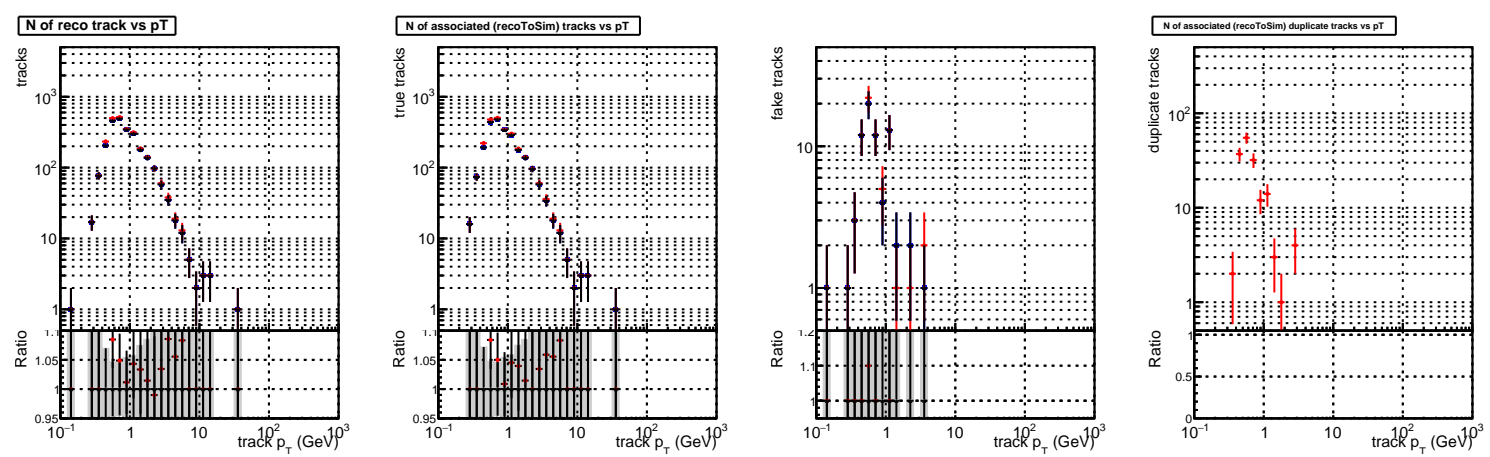 N of reco track vs pT
tracks
10³
10²
10
1
Ratio
1.1
1.05
1
0.95
10⁻¹ 1 10 10² 10³
track p_T (GeV)
N of associated (recoToSim) tracks vs pT
true tracks
10³
10²
10
1
Ratio
1.1
1.05
1
0.95
10⁻¹ 1 10 10² 10³
track p_T (GeV)
fake tracks
10
1
Ratio
1.2
1.1
1
10⁻¹ 1 10 10² 10³
track p_T (GeV)
N of associated (recoToSim) duplicate tracks vs pT
duplicate tracks
10²
10
1
Ratio
1
0.5
0
10⁻¹ 1 10 10² 10³
track p_T (GeV)